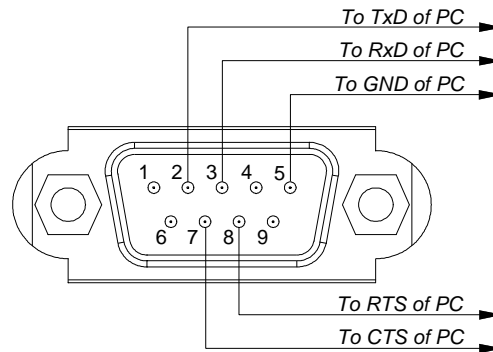 To TxD of PC
To RxD of PC
To GND of PC
1 2 3 4 5
6 7 8 9
To RTS of PC
To CTS of PC